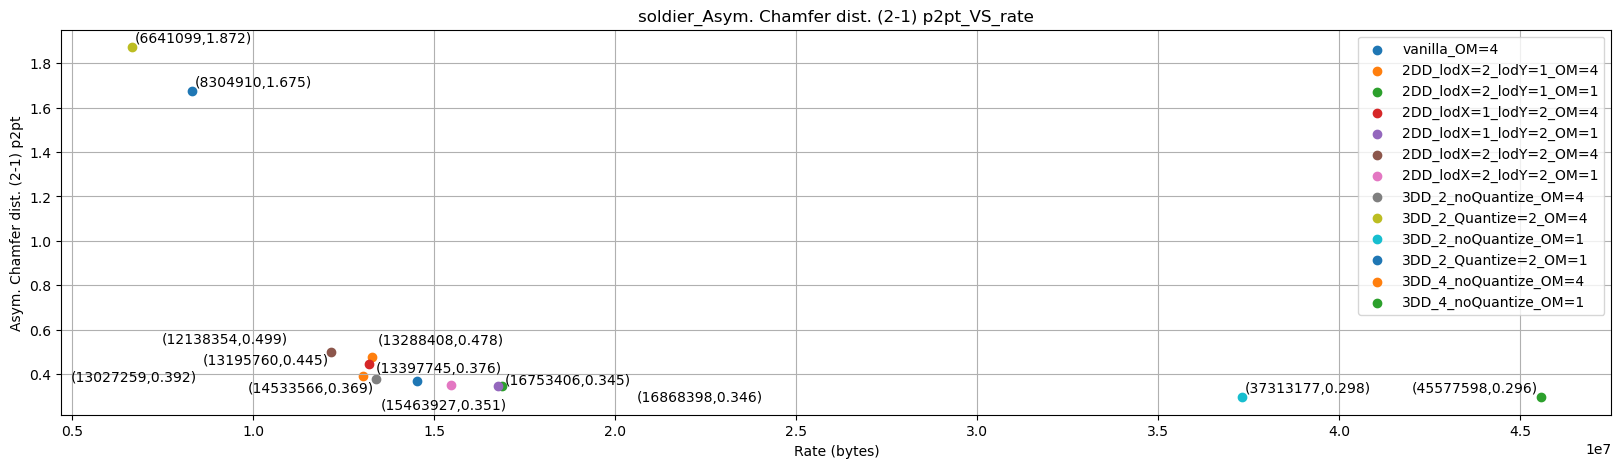 soldier_Asym. Chamfer dist. (2-1) p2pt_VS_rate
Asym. Chamfer dist. (2-1) p2pt
1.8
1.6
1.4
1.2
1.0
0.8
0.6
0.4
(6641099,1.872)
(8304910,1.675)
(12138354,0.499)
(13288408,0.478)
(13195760,0.445)
(13397745,0.376)
(13027259,0.392)
(14533566,0.369)
(16753406,0.345)
(15463927,0.351)
(16868398,0.346)
(37313177,0.298)
(45577598,0.296)
vanilla_OM=4
2DD_lodX=2_lodY=1_OM=4
2DD_lodX=2_lodY=1_OM=1
2DD_lodX=1_lodY=2_OM=4
2DD_lodX=1_lodY=2_OM=1
2DD_lodX=2_lodY=2_OM=4
2DD_lodX=2_lodY=2_OM=1
3DD_2_noQuantize_OM=4
3DD_2_Quantize=2_OM=4
3DD_2_noQuantize_OM=1
3DD_2_Quantize=2_OM=1
3DD_4_noQuantize_OM=4
3DD_4_noQuantize_OM=1
0.5 1.0 1.5 2.0 2.5 3.0 3.5 4.0 4.5
1e7
Rate (bytes)